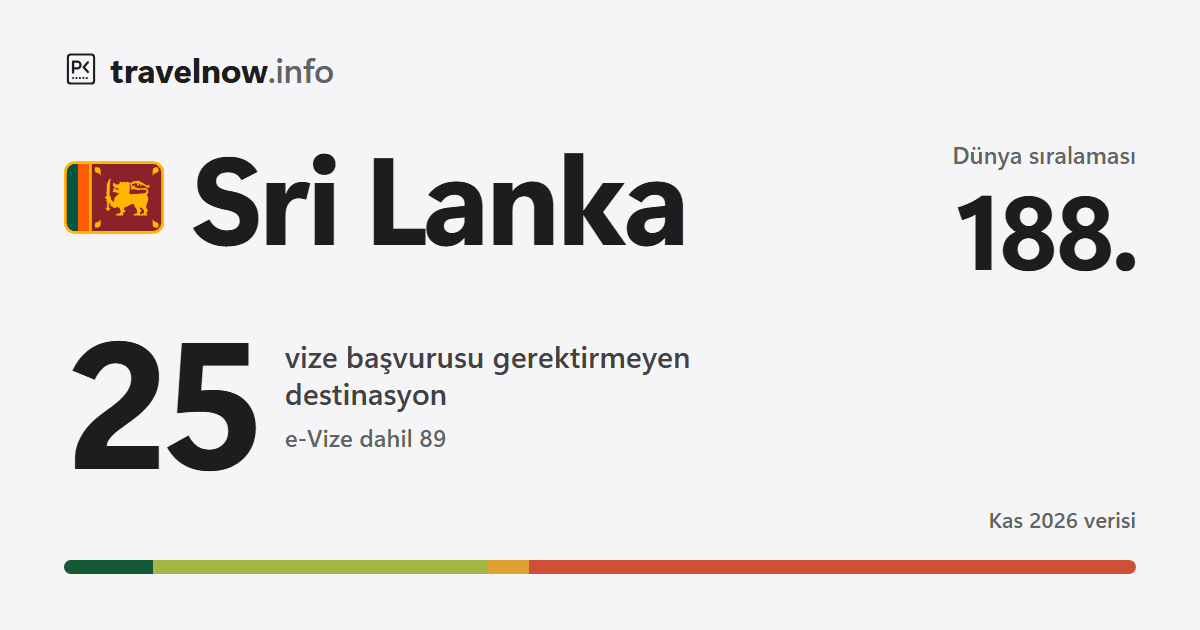 travelnow.info
Sri Lanka
Dünya sıralaması
188.
25
vize başvurusu gerektirmeyen
destinasyon
e-Vize dahil 89
Kas 2026 verisi